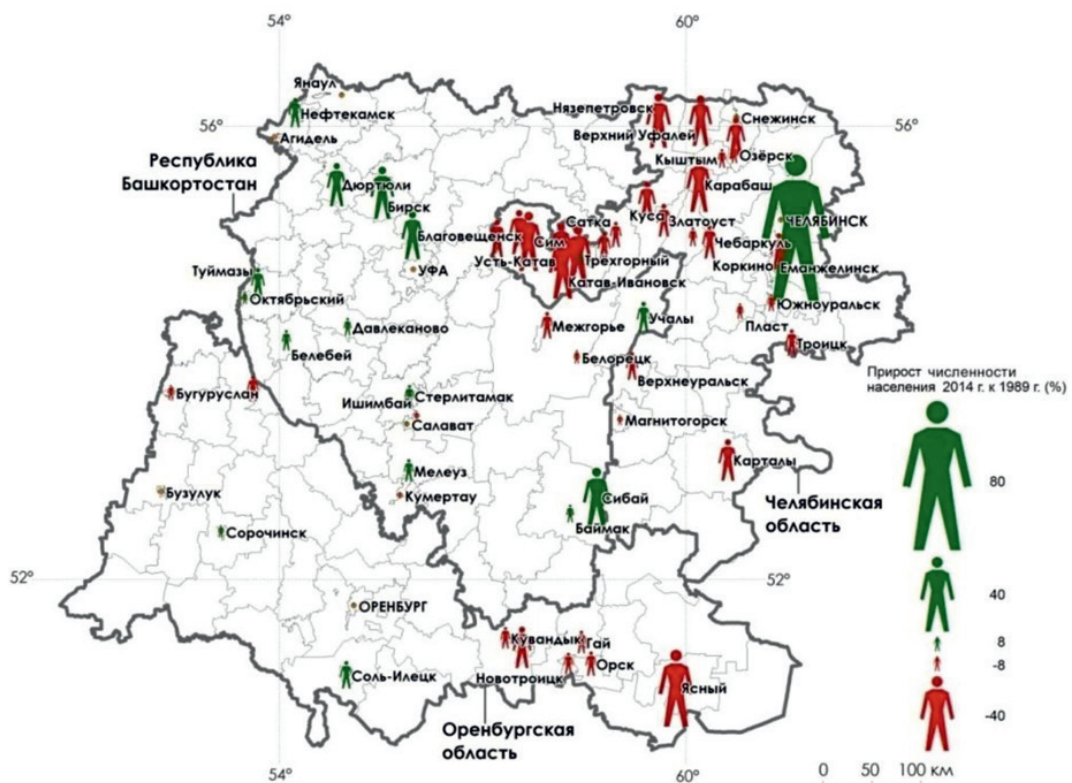 54°
60°
Янаул
Нефтекамск
56°
Агидель
Нязепетровск
Снежинск
56°
Верхний Уфалей
Республика
Башкортостан
Кыштым
Озёрск
Дюртюли
Карабаш
Бирск
Куса
Златоуст
ЧЕЛЯБИНСК
Сатка
Благовещенск
Сим
Чебаркуль
Усть-Катав
Трехгорный
Коркино
Еманжелинск
УФА
Туймазы
Катав-Ивановск
Октябрьский
Южноуральск
Давлеканово
Межгорье
Учалы
Пласт
Белебей
Троицк
Белорецк
Верхнеуральск
Прирост численности
населения 2014 г. к 1989 г. (%)
Бугуруслан
Стерлитамак
Ишимбай
Салават
Магнитогорск
Мелеуз
Карталы
80
Бузулук
Кумертау
Сибай
Челябинская
область
Баймак
Сорочинск
52°
52°
40
ОРЕНБУРГ
8
Кувандык
Гай
-8
Соль-Илецк
Новотроицк
Орск
Ясный
-40
Оренбургская
область
54°
60°
0 50 100 км